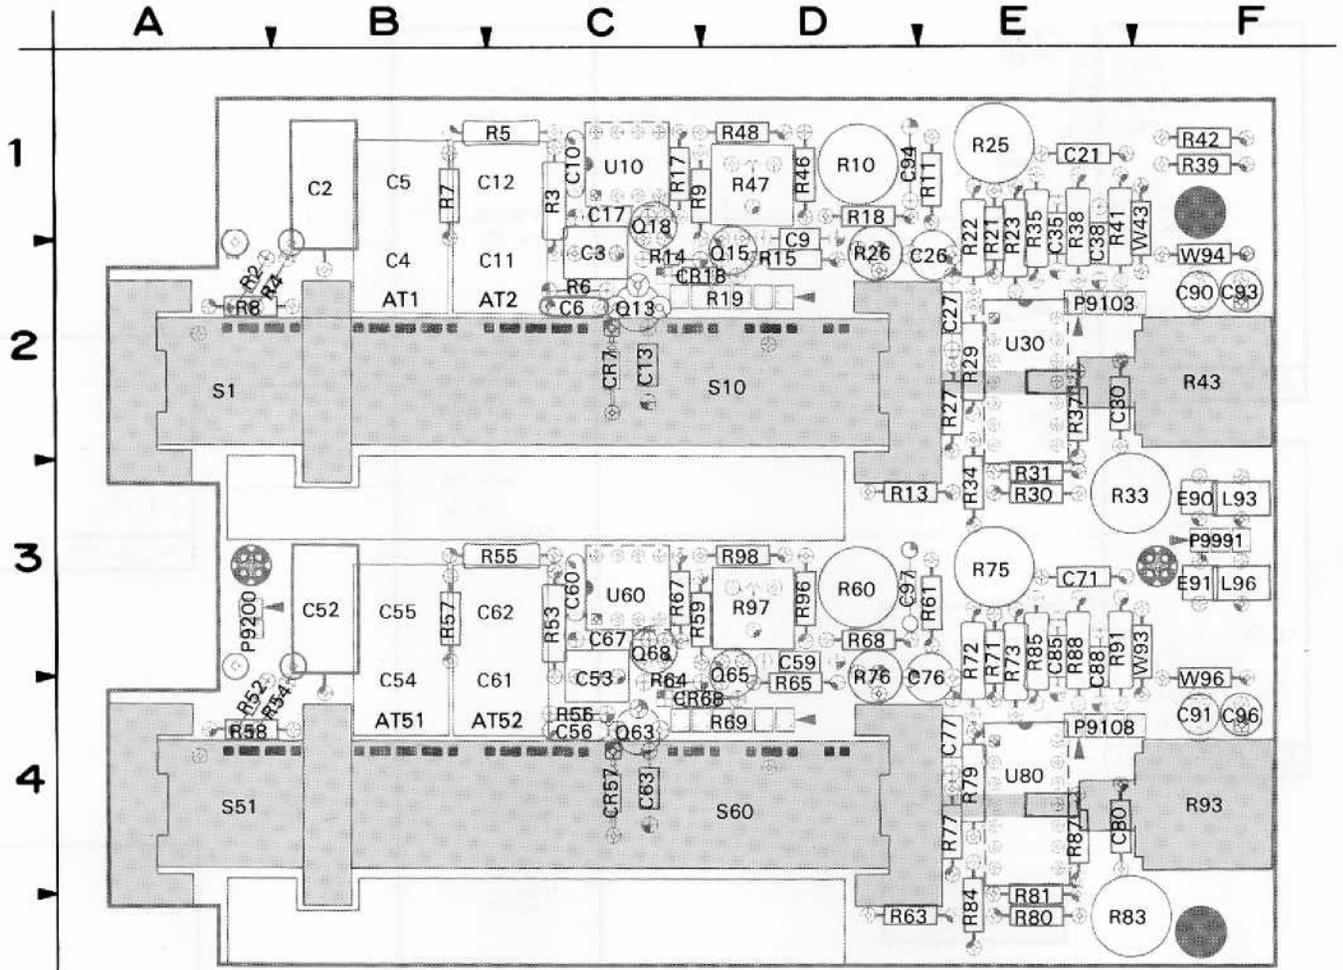 A B C D E F
1
R5 R48 R25 R42
C10 U10 R17 R47 R46 R10 C94 R11 C21 R39
C2 C5 R7 C12 R3 R9
C17 Q18 R18 R22 R21 R23 R35 C35 R38 C38 R41 W43
C4 C11 C3 R14 Q15 C9 R15 R26 C26 W94
R2 R4 CR18
R8 AT1 AT2 R6 C6 Q13 R19 C27 P9103 C90 C93
2
S1 CR7 C13 S10 R29 U30 R43
R27 R37 C30
R34 R31
R13 R30 R33 E90 L93
3
P9991
R55 R98 R75
C60 U60 R67 R97 R96 R60 C97 R61 C71 E91 L96
P9200 C52 C55 R57 C62 R53 R59
C67 Q68 R68 R72 R71 R73 R85 C85 R88 C88 R91 W93
C54 C61 C53 R64 Q65 C59 R65 R76 C76 W96
R52 R54 CR68
R58 AT51 AT52 R56 C56 Q63 R69 C77 P9108 C91 C96
4
S51 CR57 C63 S60 R79 U80 R93
R77 R87 C80
R84 R81
R63 R80 R83